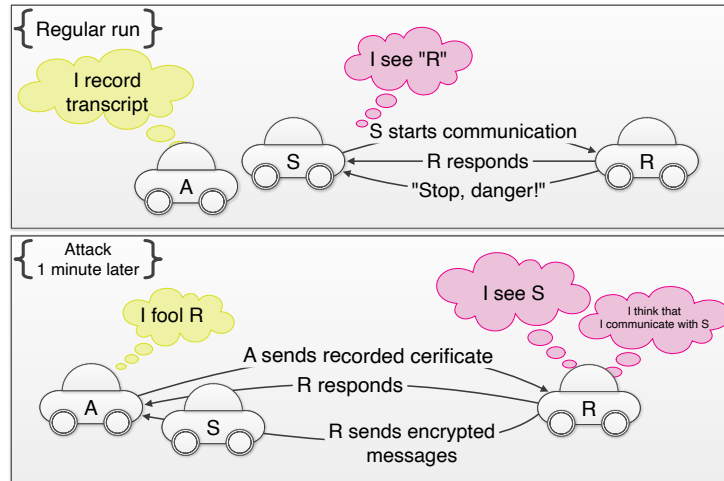 Regular run
I record
transcript
I see "R"
S starts communication
R responds
"Stop, danger!"
A
S
R
Attack
1 minute later
I fool R
I see S
I think that
I communicate with S
A sends recorded cerificate
R responds
R sends encrypted
messages
A
S
R